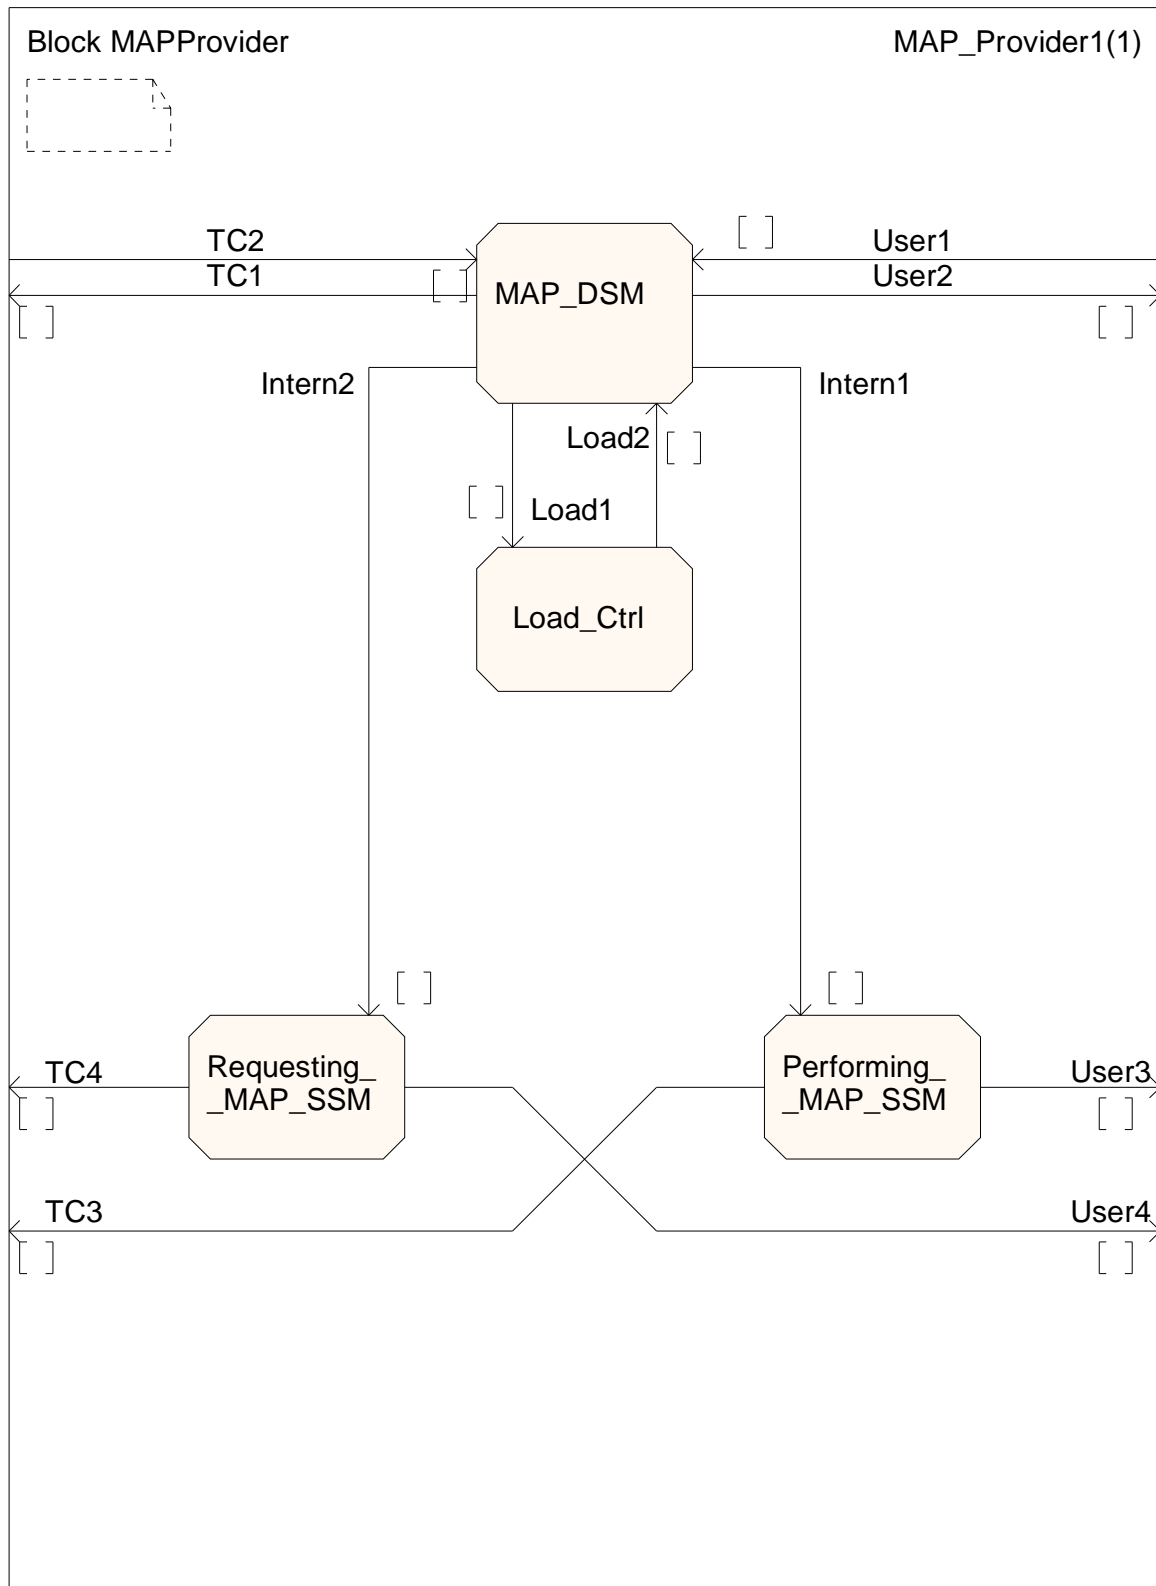 Block MAPProvider
MAP_Provider1(1)
TC2
User1
TC1
User2
MAP_DSM
Intern2
Intern1
Load2
Load1
Load_Ctrl
TC4
Requesting_
_MAP_SSM
Performing_
_MAP_SSM
User3
TC3
User4